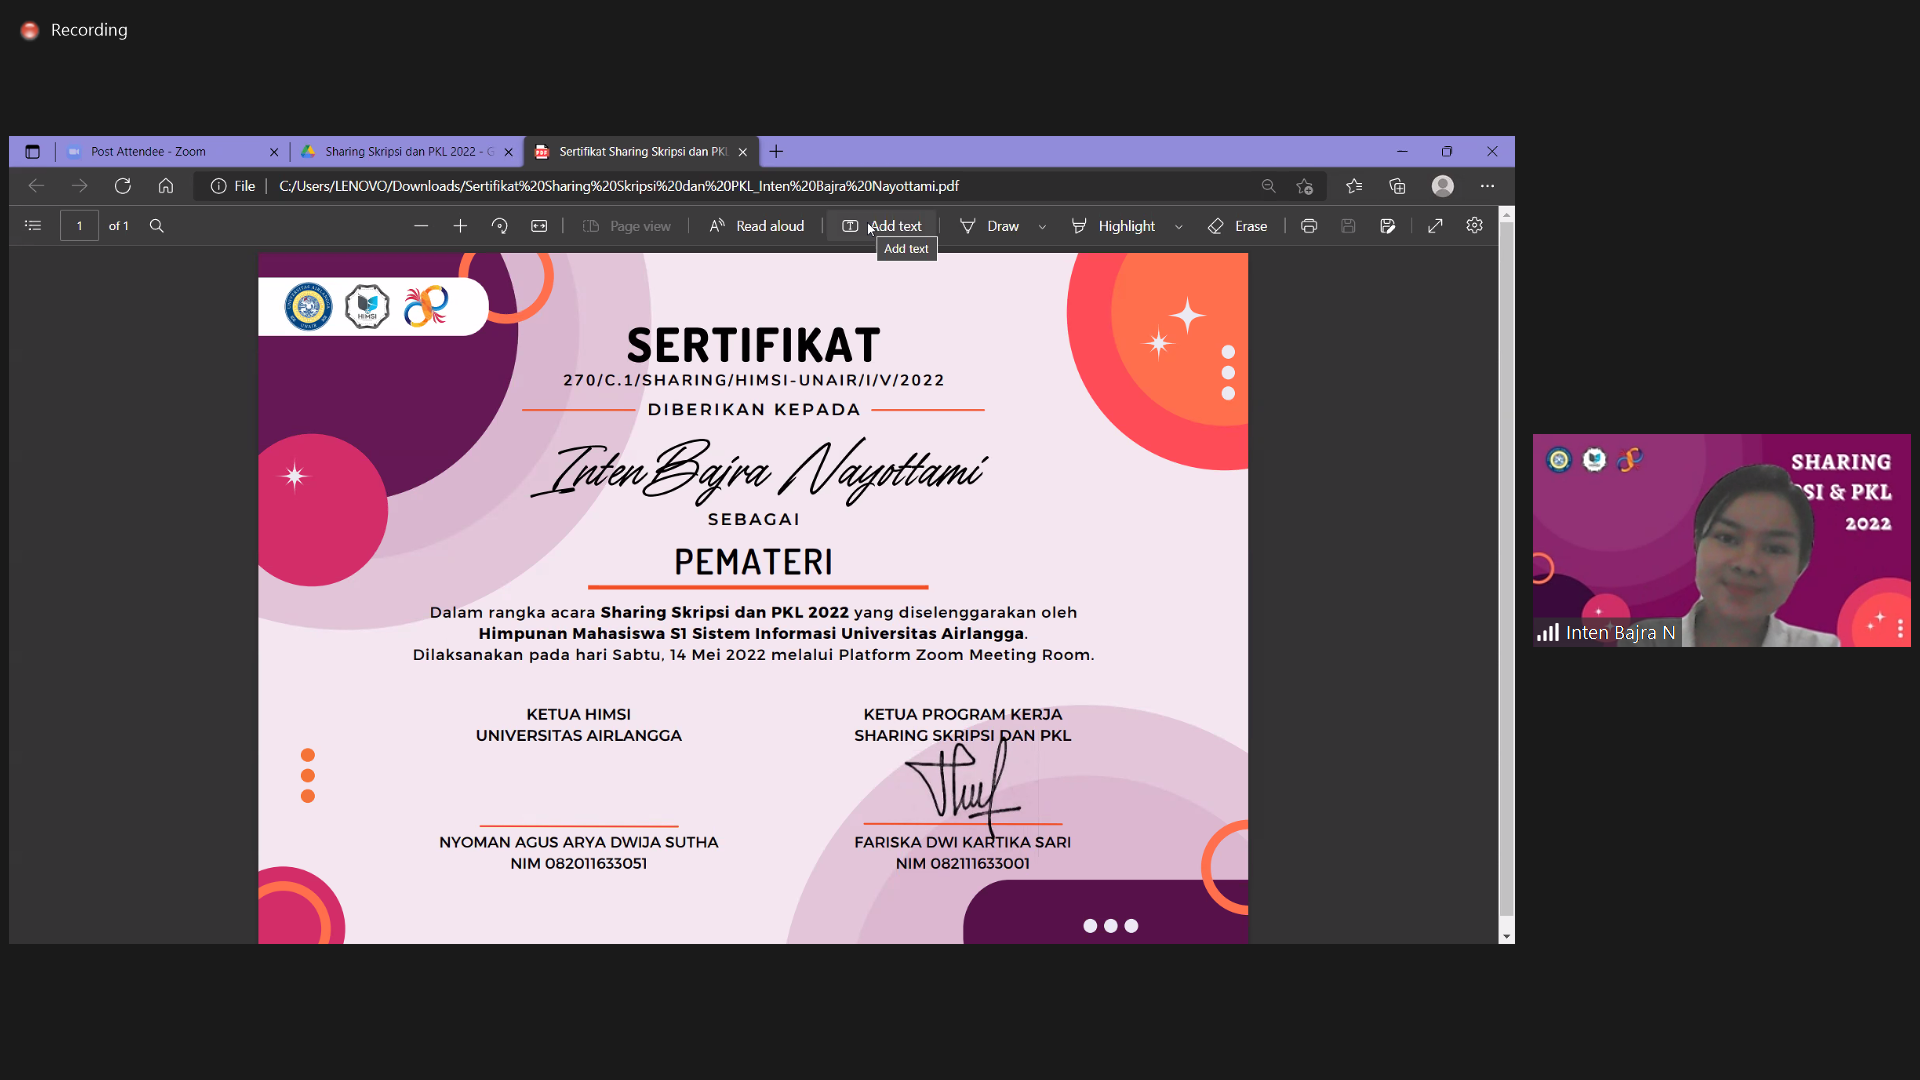 Recording
Post Attendee - Zoom
Sharing Skripsi dan PKL 2022 - G
Sertifikat Sharing Skripsi dan PKL
File
C:/Users/LENOVO/Downloads/Sertifikat%20Sharing%20Skripsi%20dan%20PKL_Inten%20Bajra%20Nayottami.pdf
1 of 1
Page view
Read aloud
Add text
Draw
Highlight
Erase
Add text
UNIVERSITAS AIRLANGGA
UNAIR
HIMSI
SERTIFIKAT
270/C.1/SHARING/HIMSI-UNAIR/I/V/2022
DIBERIKAN KEPADA
Inten Bajra Nayottami
SEBAGAI
PEMATERI
Dalam rangka acara Sharing Skripsi dan PKL 2022 yang diselenggarakan oleh
Himpunan Mahasiswa S1 Sistem Informasi Universitas Airlangga.
Dilaksanakan pada hari Sabtu, 14 Mei 2022 melalui Platform Zoom Meeting Room.
KETUA HIMSI
UNIVERSITAS AIRLANGGA
NYOMAN AGUS ARYA DWIJA SUTHA
NIM 082011633051
KETUA PROGRAM KERJA
SHARING SKRIPSI DAN PKL
FARISKA DWI KARTIKA SARI
NIM 082111633001
SHARING
SI & PKL
2022
Inten Bajra N